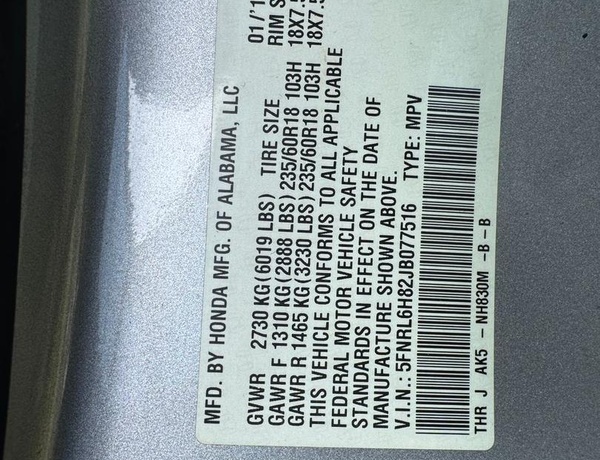 MFD. BY HONDA MFG. OF ALABAMA, LLC 01/'1
GVWR 2730 KG(6019 LBS) TIRE SIZE RIM S
GAWR F 1310 KG(2888 LBS) 235/60R18 103H 18X7.5
GAWR R 1465 KG(3230 LBS) 235/60R18 103H 18X7.5
THIS VEHICLE CONFORMS TO ALL APPLICABLE
FEDERAL MOTOR VEHICLE SAFETY
STANDARDS IN EFFECT ON THE DATE OF
MANUFACTURE SHOWN ABOVE.
V.I.N.: 5FNRL6H82JB077516 TYPE: MPV
THR J AK5 - NH830M -B-B